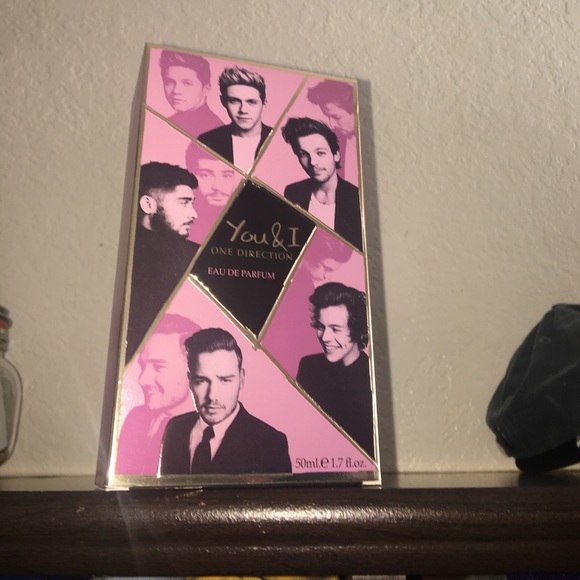 You & I
ONE DIRECTION
EAU DE PARFUM
50ml.e 1.7 fl.oz.